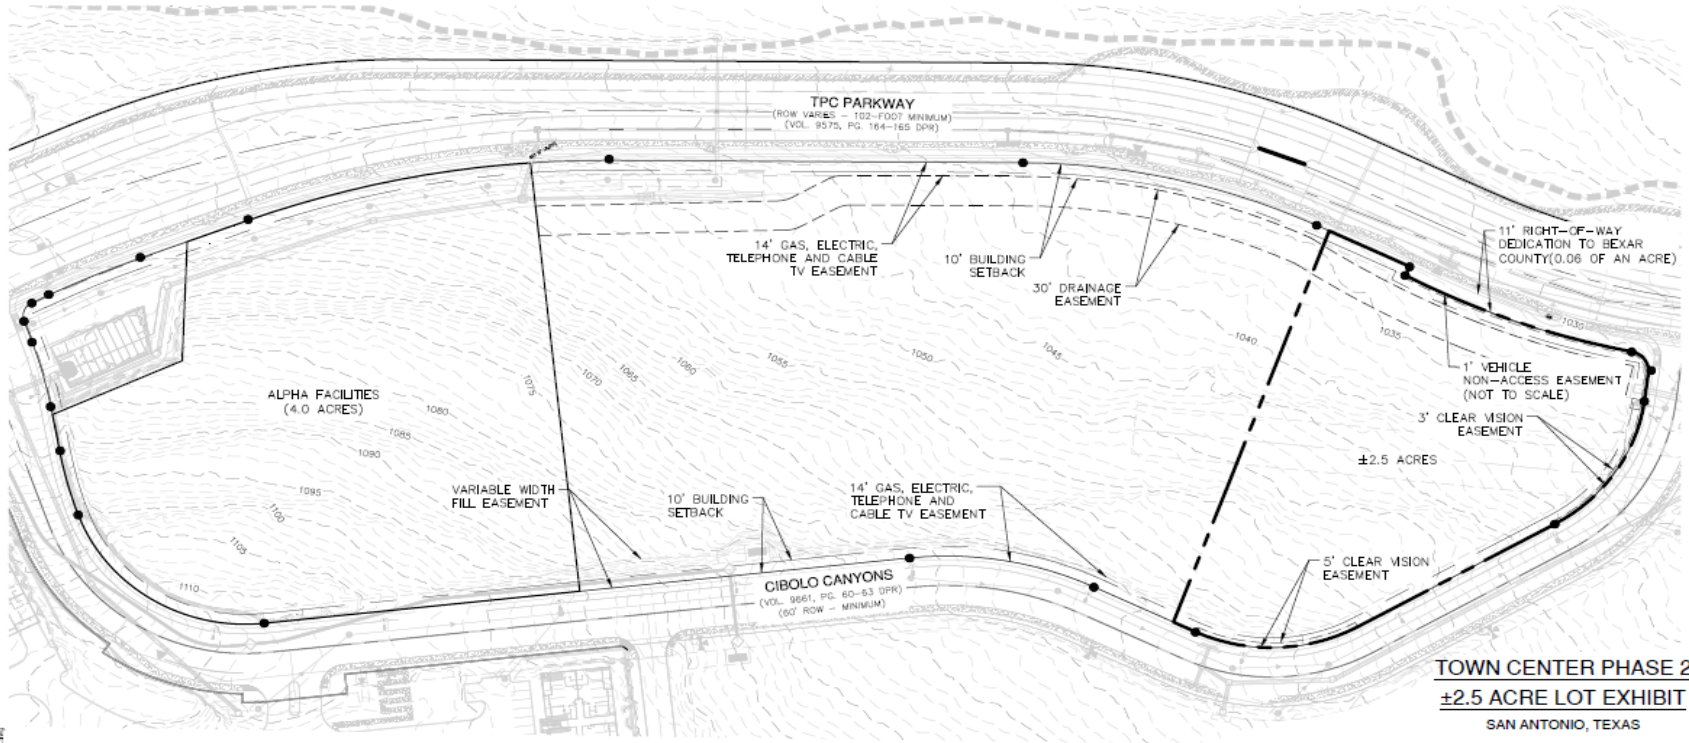 TPC PARKWAY
(ROW VARIES – 102-FOOT MINIMUM)
(VOL. 9575, PG. 164-165 DPR)
14' GAS, ELECTRIC,
TELEPHONE AND CABLE
TV EASEMENT
10' BUILDING
SETBACK
30' DRAINAGE
EASEMENT
11' RIGHT-OF-WAY
DEDICATION TO BEXAR
COUNTY(0.06 OF AN ACRE)
1030
1035
1040
1045
1050
1055
1060
1065
1070
1075
1' VEHICLE
NON-ACCESS EASEMENT
(NOT TO SCALE)
ALPHA FACILITIES
(4.0 ACRES)
1080
1085
1090
1095
1100
1105
1110
3' CLEAR VISION
EASEMENT
±2.5 ACRES
VARIABLE WIDTH
FILL EASEMENT
10' BUILDING
SETBACK
14' GAS, ELECTRIC,
TELEPHONE AND
CABLE TV EASEMENT
5' CLEAR VISION
EASEMENT
CIBOLO CANYONS
(VOL. 9661, PG. 60-63 DPR)
(60' ROW – MINIMUM)
TOWN CENTER PHASE 2
±2.5 ACRE LOT EXHIBIT
SAN ANTONIO, TEXAS